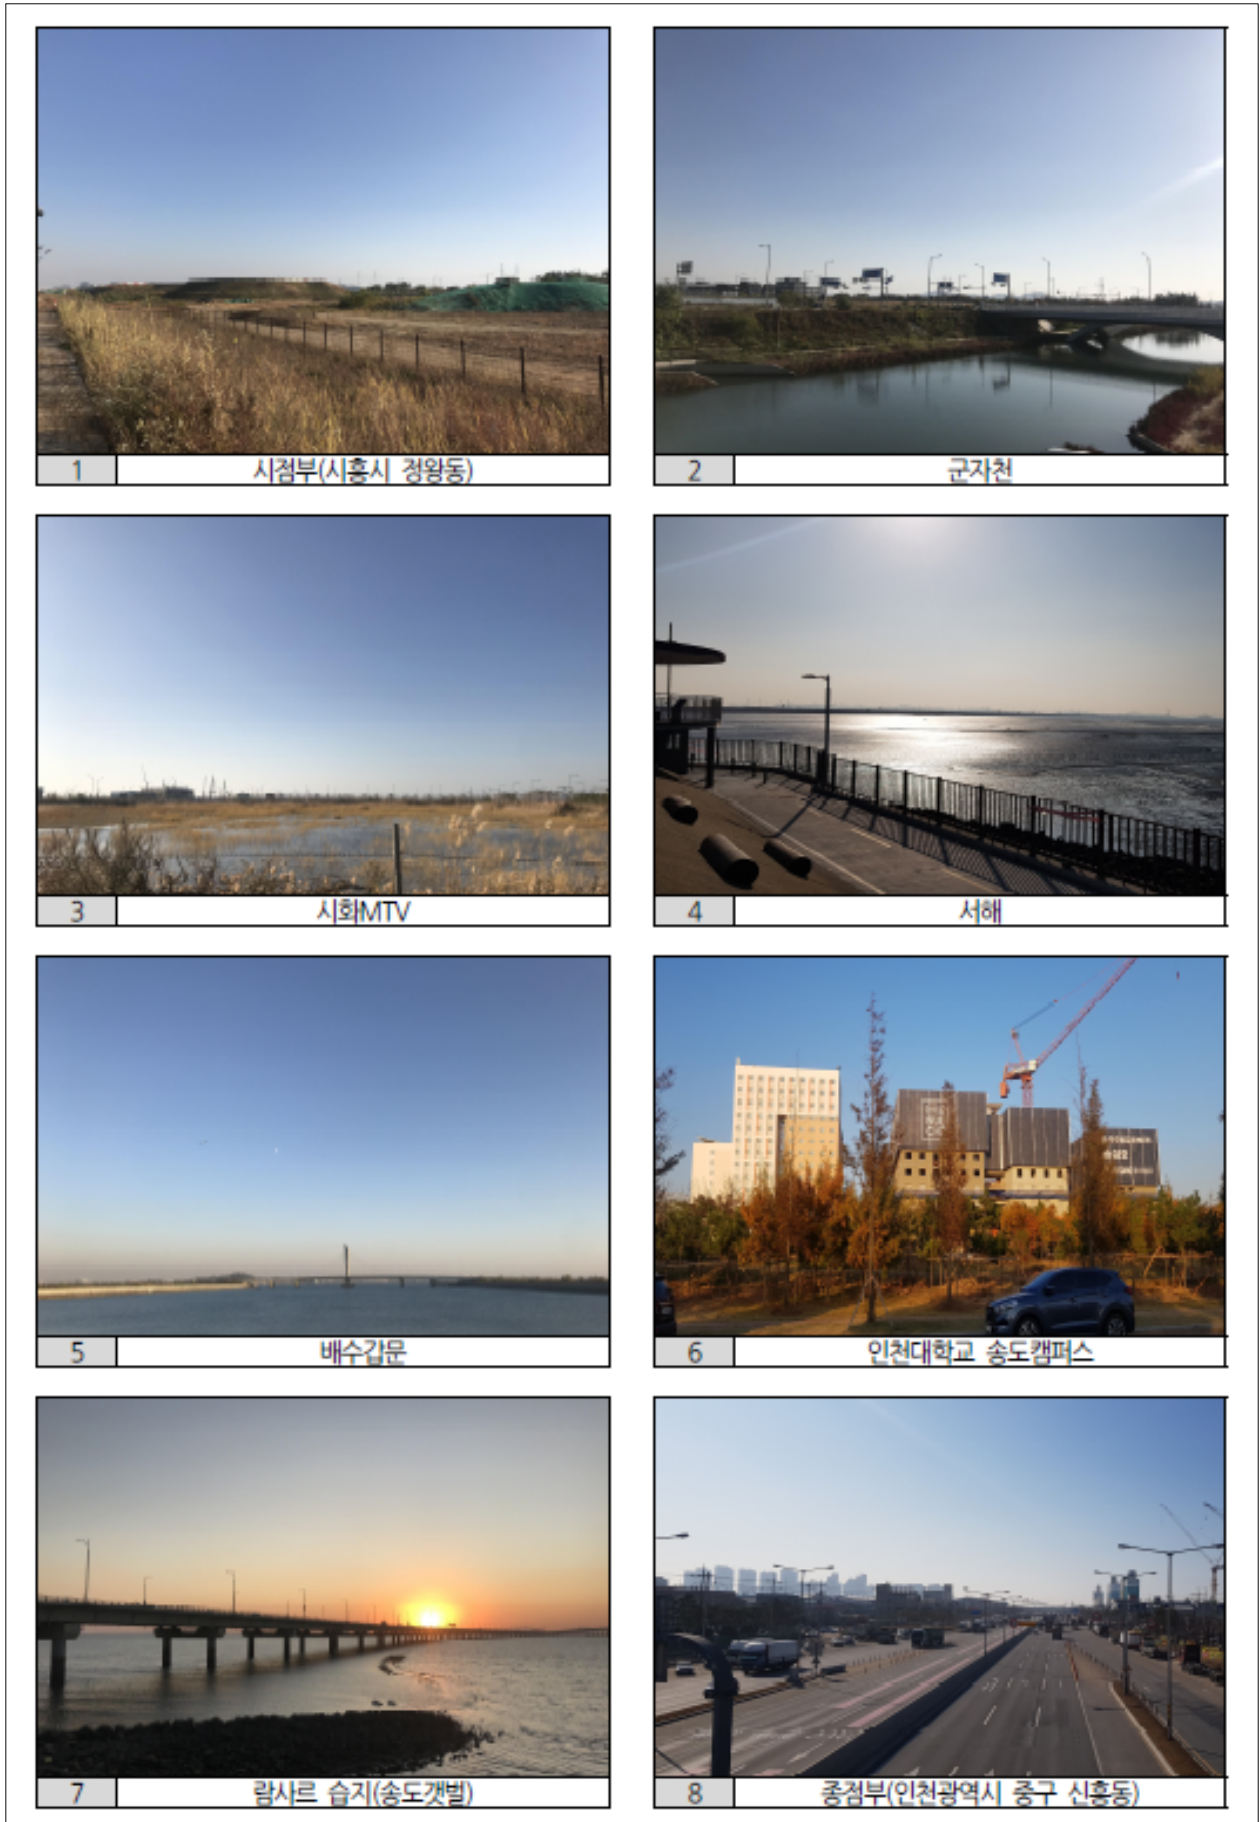 1 시점부(시흥시 정왕동)
2 군자천
3 시화MTV
4 서해
5 배수갑문
6 인천대학교 송도캠퍼스
7 람사르 습지(송도갯벌)
8 종점부(인천광역시 중구 신흥동)